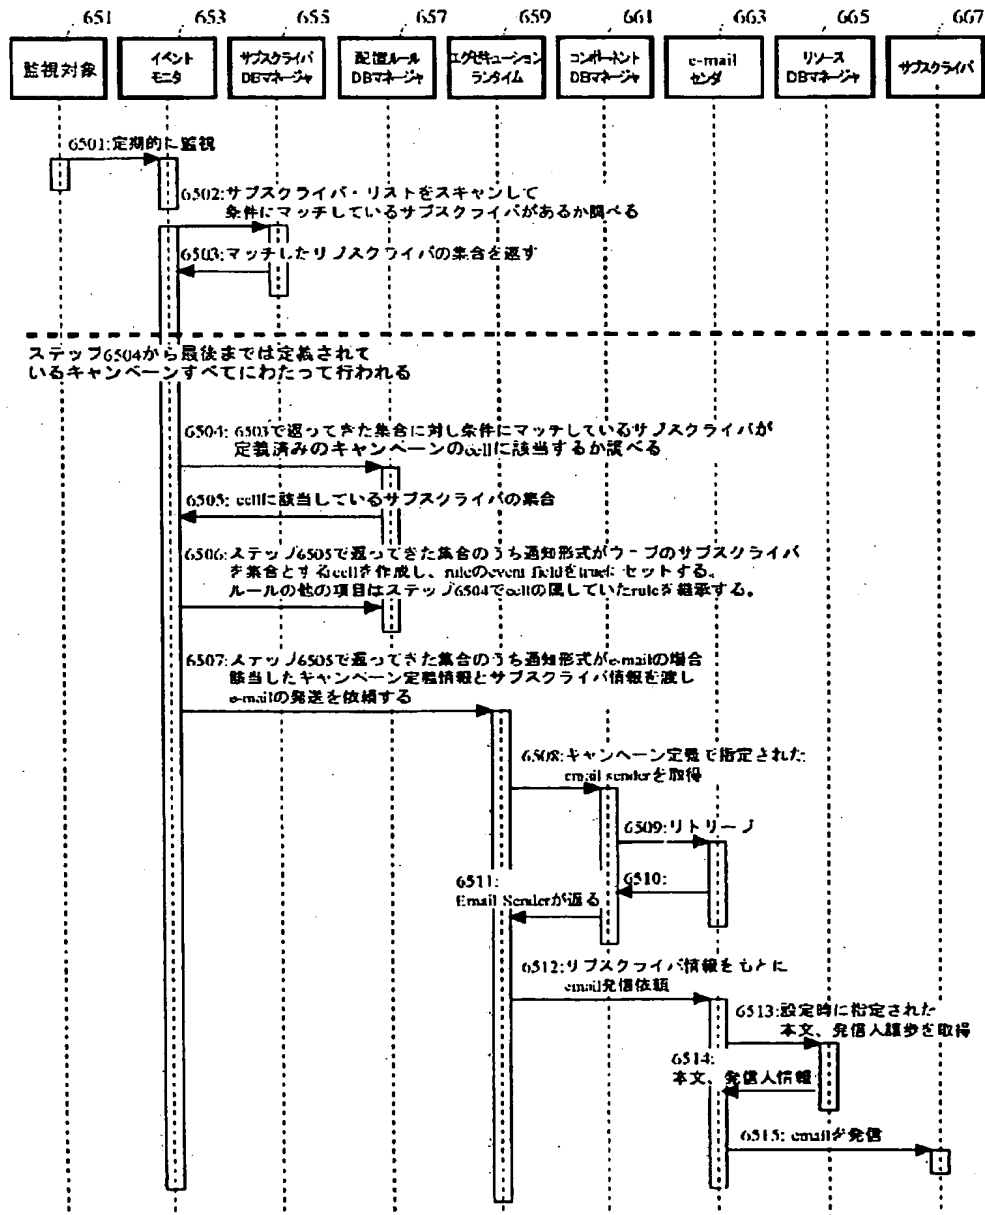 651
653
655
657
659
661
663
665
667
監視対象
イベント
モニタ
サブスクライバ
DBマネージャ
配置ルール
DBマネージャ
エグゼキューション
ランタイム
コンポーネント
DBマネージャ
e-mail
センダ
リソース
DBマネージャ
サブスクライバ
6501:定期的に監視
6502:サブスクライバ・リストをスキャンして
条件にマッチしているサブスクライバがあるか調べる
6503:マッチしたサブスクライバの集合を返す
ステップ6504から最後までは定義されて
いるキャンペーンすべてにわたって行われる
6504: 6503で返ってきた集合に対し条件にマッチしているサブスクライバが
定義済みのキャンペーンのcellに該当するか調べる
6505: cellに該当しているサブスクライバの集合
6506:ステップ6505で返ってきた集合のうち通知形式がウェブのサブスクライバ
を集合とするcellを作成し、ruleのevent fieldをtrueにセットする。
ルールの他の項目はステップ6504でcellの属していたruleを継承する。
6507:ステップ6505で返ってきた集合のうち通知形式がe-mailの場合
該当したキャンペーン定義情報とサブスクライバ情報を渡し
e-mailの発送を依頼する
6508:キャンペーン定義で指定された
email senderを取得
6509:リトリーブ
6510:
6511:
Email Senderが返る
6512:サブスクライバ情報をもとに
email発信依頼
6513:設定時に指定された
本文、発信人を取得
6514:
本文、発信人情報
6515: emailを発信